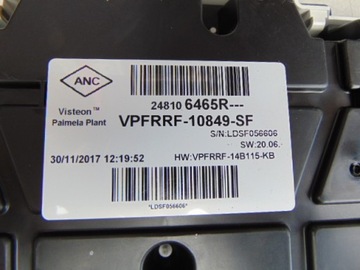 ANC
Visteon™
Palmela Plant
24810 6465R---
VPFRRF-10849-SF
S/N:LDSF056606
SW:20.06.
30/11/2017 12:19:52
HW:VPFRRF-14B115-KB
*LDSF056606*